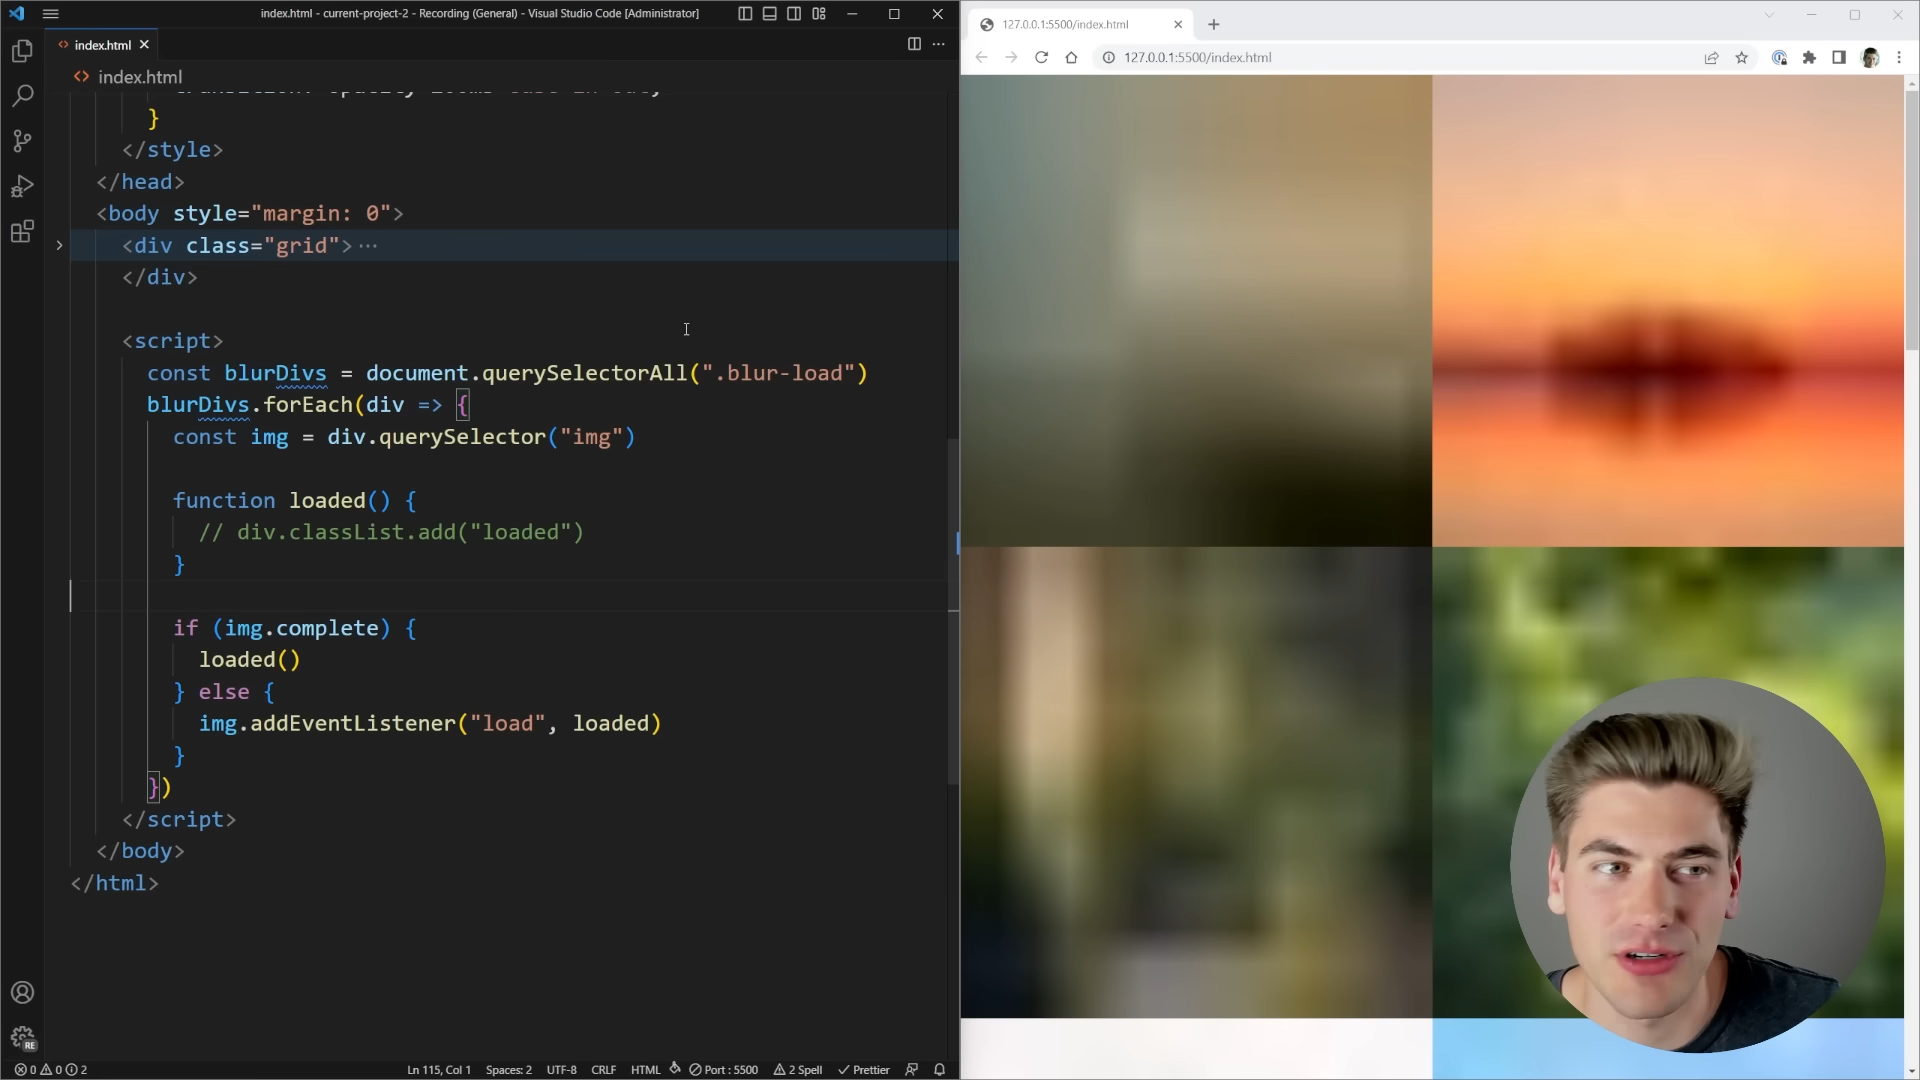 index.html - current-project-2 - Recording (General) - Visual Studio Code [Administrator]
index.html
index.html
}
</style>
</head>
<body style="margin: 0">
<div class="grid">···
</div>
<script>
const blurDivs = document.querySelectorAll(".blur-load")
blurDivs.forEach(div => {
const img = div.querySelector("img")
function loaded() {
// div.classList.add("loaded")
}
if (img.complete) {
loaded()
} else {
img.addEventListener("load", loaded)
}
})
</script>
</body>
</html>
RE
0 0 2
Ln 115, Col 1
Spaces: 2
UTF-8
CRLF
HTML
Port : 5500
2 Spell
Prettier
127.0.0.1:5500/index.html
127.0.0.1:5500/index.html